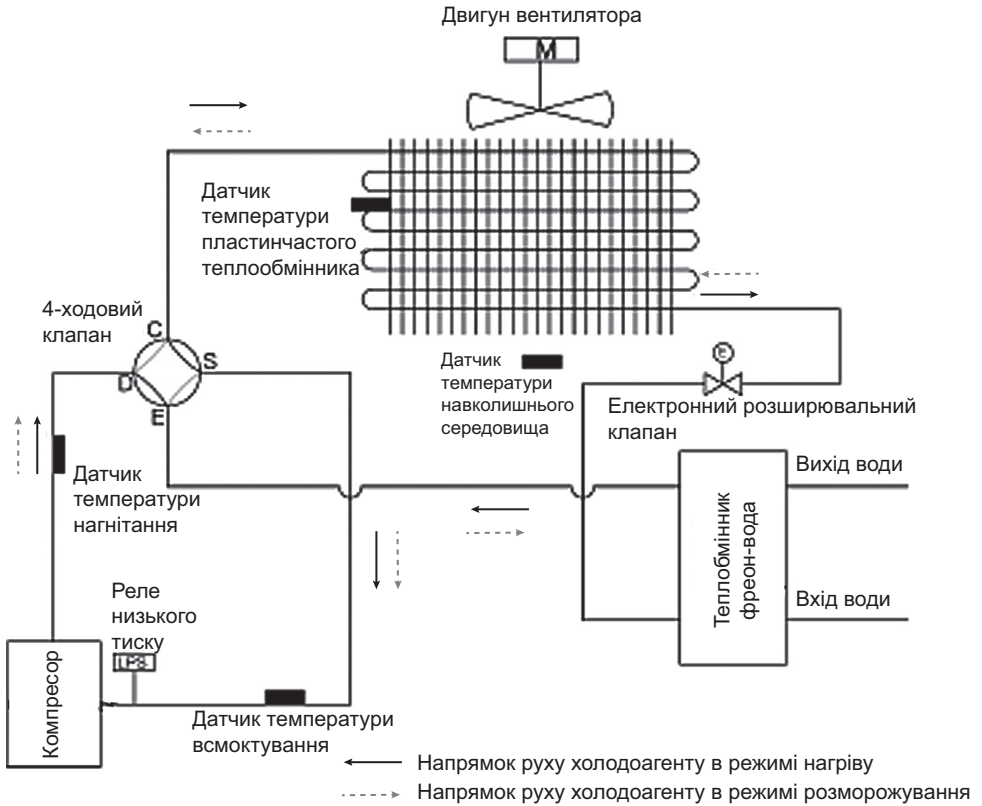 Двигун вентилятора
M
Датчик
температури
пластинчастого
теплообмінника
4-ходовий
клапан
C
S
D
E
Датчик
температури
навколишнього
середовища
E
Електронний розширювальний
клапан
Датчик
температури
нагнітання
Вихід води
Теплобмінник
фреон-вода
Вхід води
Реле
низького
тиску
LPS
Компресор
Датчик температури
всмоктування
Напрямок руху холодоагенту в режимі нагріву
Напрямок руху холодоагенту в режимі розморожування